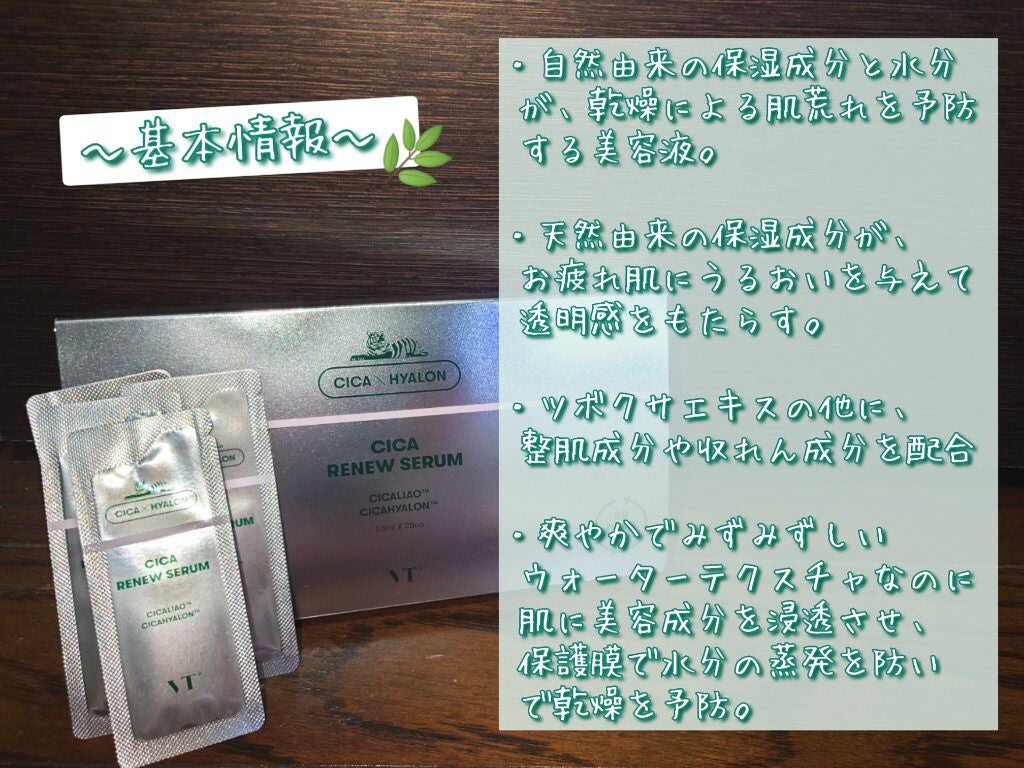 〜基本情報〜
・自然由来の保湿成分と水分
が、乾燥による肌荒れを予防
する美容液。
・天然由来の保湿成分が、
お疲れ肌にうるおいを与えて
透明感をもたらす。
・ツボクサエキスの他に、
整肌成分や収れん成分を配合
・爽やかでみずみずしい
ウォーターテクスチャなのに
肌に美容成分を浸透させ、
保護膜で水分の蒸発を防い
で乾燥を予防。
CICA × HYALON
CICA
RENEW SERUM
CICALIAO™
CICAHYALON™
1.5ml X 28ea
VT
28
CICA × HYALON
CICA
RENEW SERUM
CICALIAO™
CICAHYALON™
VT